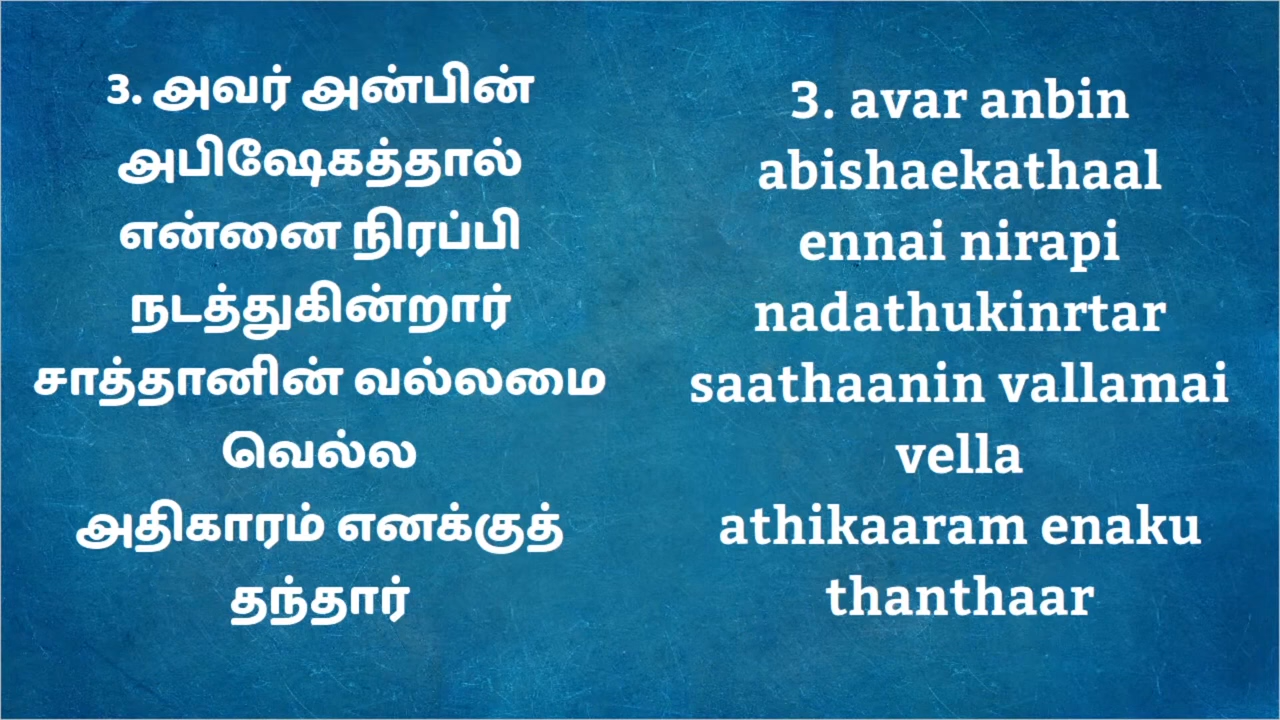 3. அவர் அன்பின்
அபிஷேகத்தால்
என்னை நிரப்பி
நடத்துகின்றார்
சாத்தானின் வல்லமை
வெல்ல
அதிகாரம் எனக்குத்
தந்தார்
3. avar anbin
abishaekathaal
ennai nirapi
nadathukinrtar
saathaanin vallamai
vella
athikaaram enaku
thanthaar